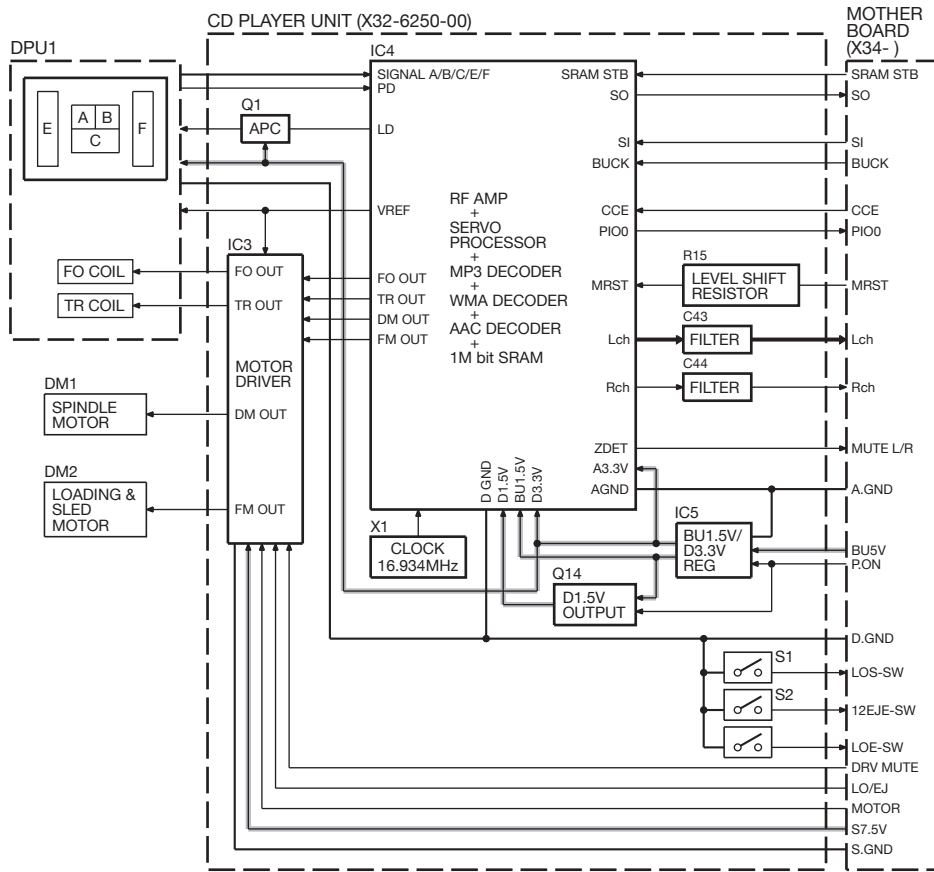 CD PLAYER UNIT (X32-6250-00)
MOTHER
BOARD
(X34- )
DPU1
E
A
B
C
F
Q1
APC
IC4
SIGNAL A/B/C/E/F
PD
LD
VREF
FO OUT
TR OUT
DM OUT
FM OUT
RF AMP
+
SERVO
PROCESSOR
+
MP3 DECODER
+
WMA DECODER
+
AAC DECODER
+
1M bit SRAM
SRAM STB
SO
SI
BUCK
CCE
PIO0
MRST
Lch
Rch
ZDET
A3.3V
AGND
D GND
D1.5V
BU1.5V
D3.3V
R15
LEVEL SHIFT
RESISTOR
C43
FILTER
C44
FILTER
SRAM STB
SO
SI
BUCK
CCE
PIO0
MRST
Lch
Rch
MUTE L/R
A.GND
BU5V
P.ON
D.GND
LOS-SW
12EJE-SW
LOE-SW
DRV MUTE
LO/EJ
MOTOR
S7.5V
S.GND
IC3
FO OUT
TR OUT
MOTOR
DRIVER
DM OUT
FM OUT
FO COIL
TR COIL
DM1
SPINDLE
MOTOR
DM2
LOADING &
SLED
MOTOR
X1
CLOCK
16.934MHz
IC5
BU1.5V/
D3.3V
REG
Q14
D1.5V
OUTPUT
S1
S2